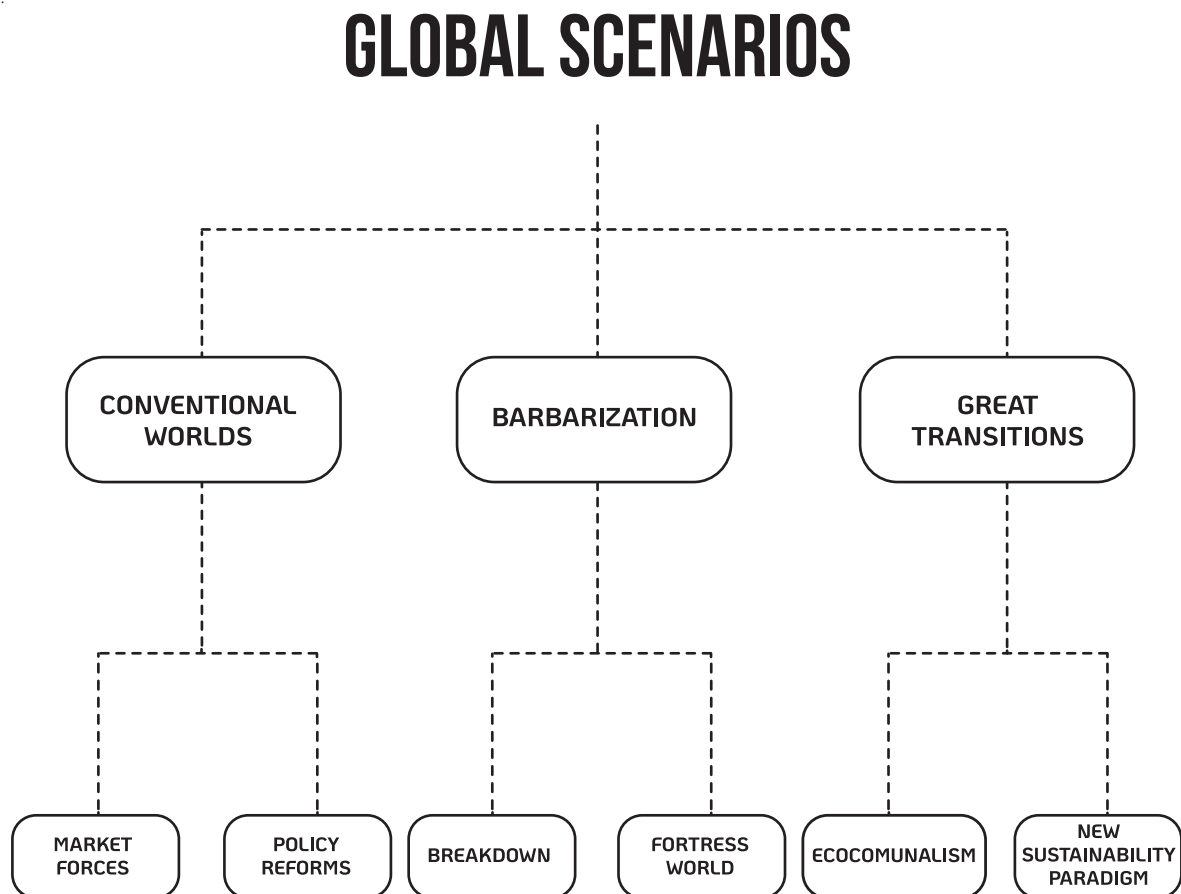 GLOBAL SCENARIOS
CONVENTIONAL
WORLDS
BARBARIZATION
GREAT
TRANSITIONS
MARKET
FORCES
POLICY
REFORMS
BREAKDOWN
FORTRESS
WORLD
ECOCOMUNALISM
NEW
SUSTAINABILITY
PARADIGM